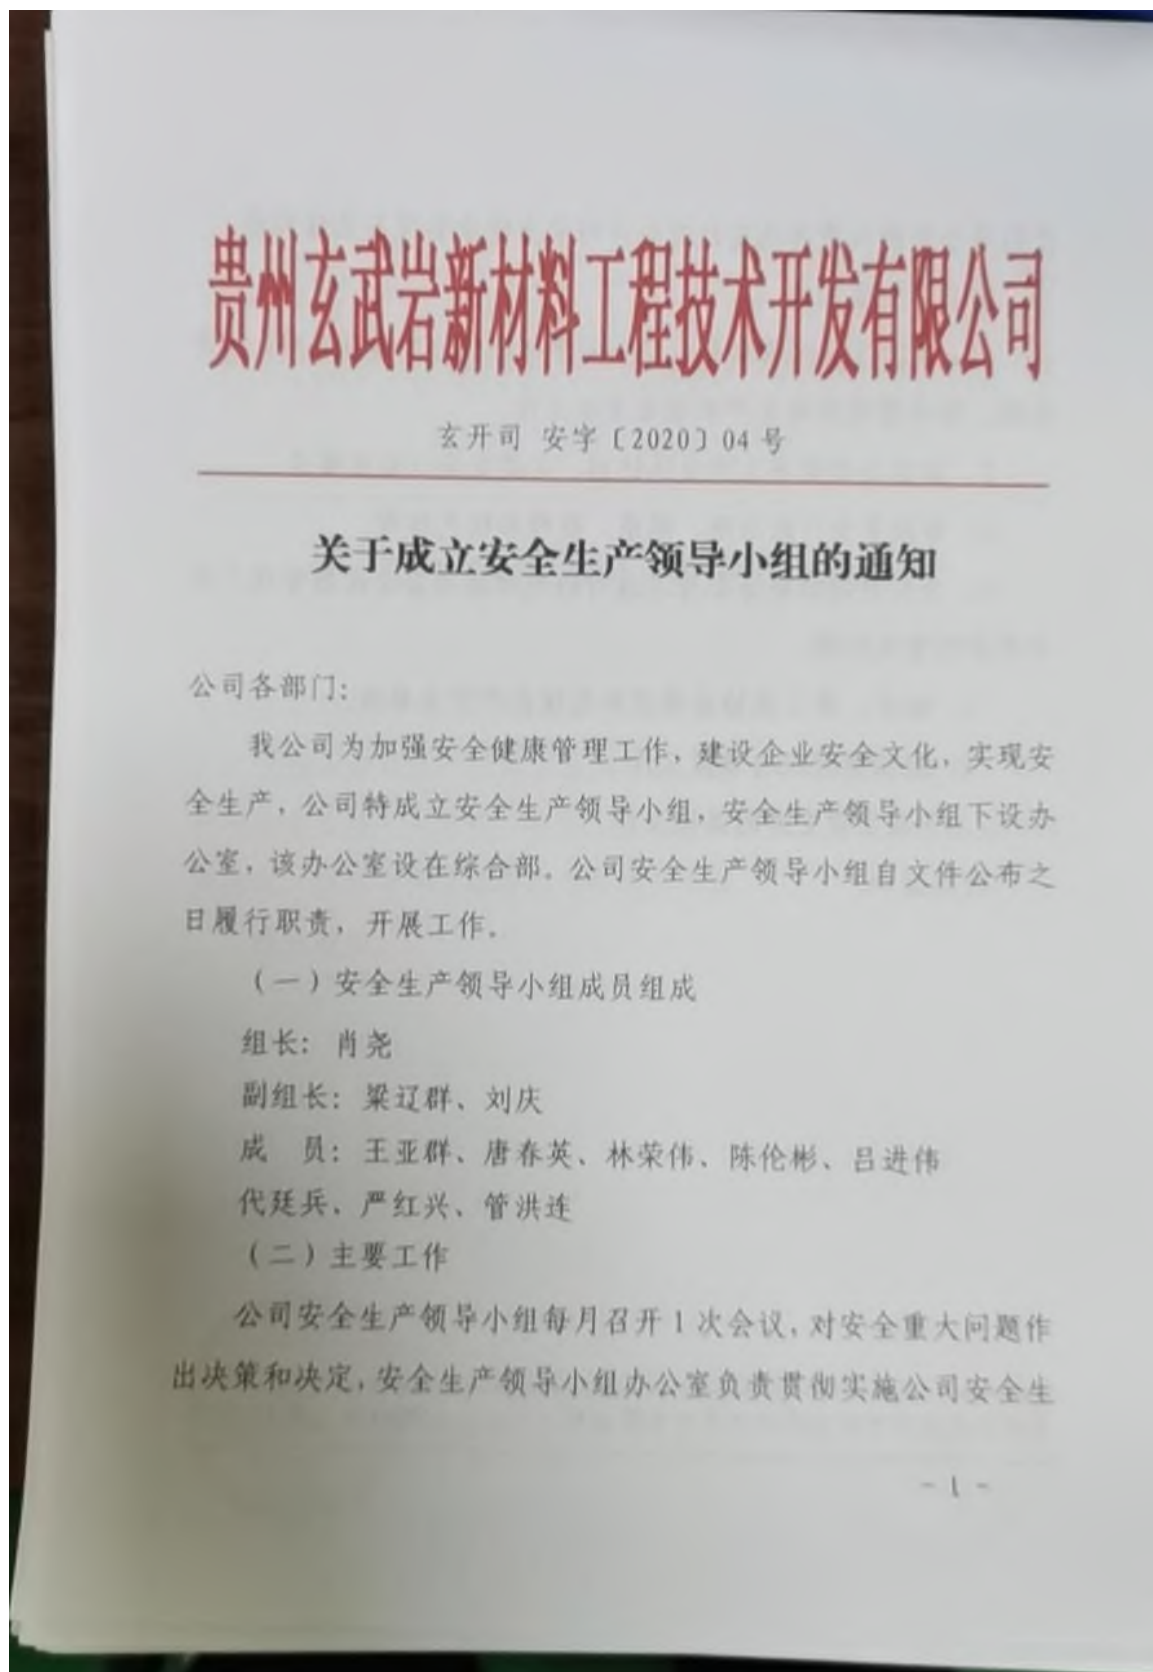 贵州玄武岩新材料工程技术开发有限公司
玄开司 安字〔2020〕04号
关于成立安全生产领导小组的通知
公司各部门：
我公司为加强安全健康管理工作，建设企业安全文化，实现安
全生产，公司特成立安全生产领导小组，安全生产领导小组下设办
公室，该办公室设在综合部。公司安全生产领导小组自文件公布之
日履行职责，开展工作。
（一）安全生产领导小组成员组成
组长： 肖尧
副组长：梁辽群、刘庆
成 员：王亚群、唐春英、林荣伟、陈伦彬、吕进伟
代廷兵、严红兴、管洪连
（二）主要工作
公司安全生产领导小组每月召开1次会议，对安全重大问题作
出决策和决定，安全生产领导小组办公室负责贯彻实施公司安全生
- 1 -